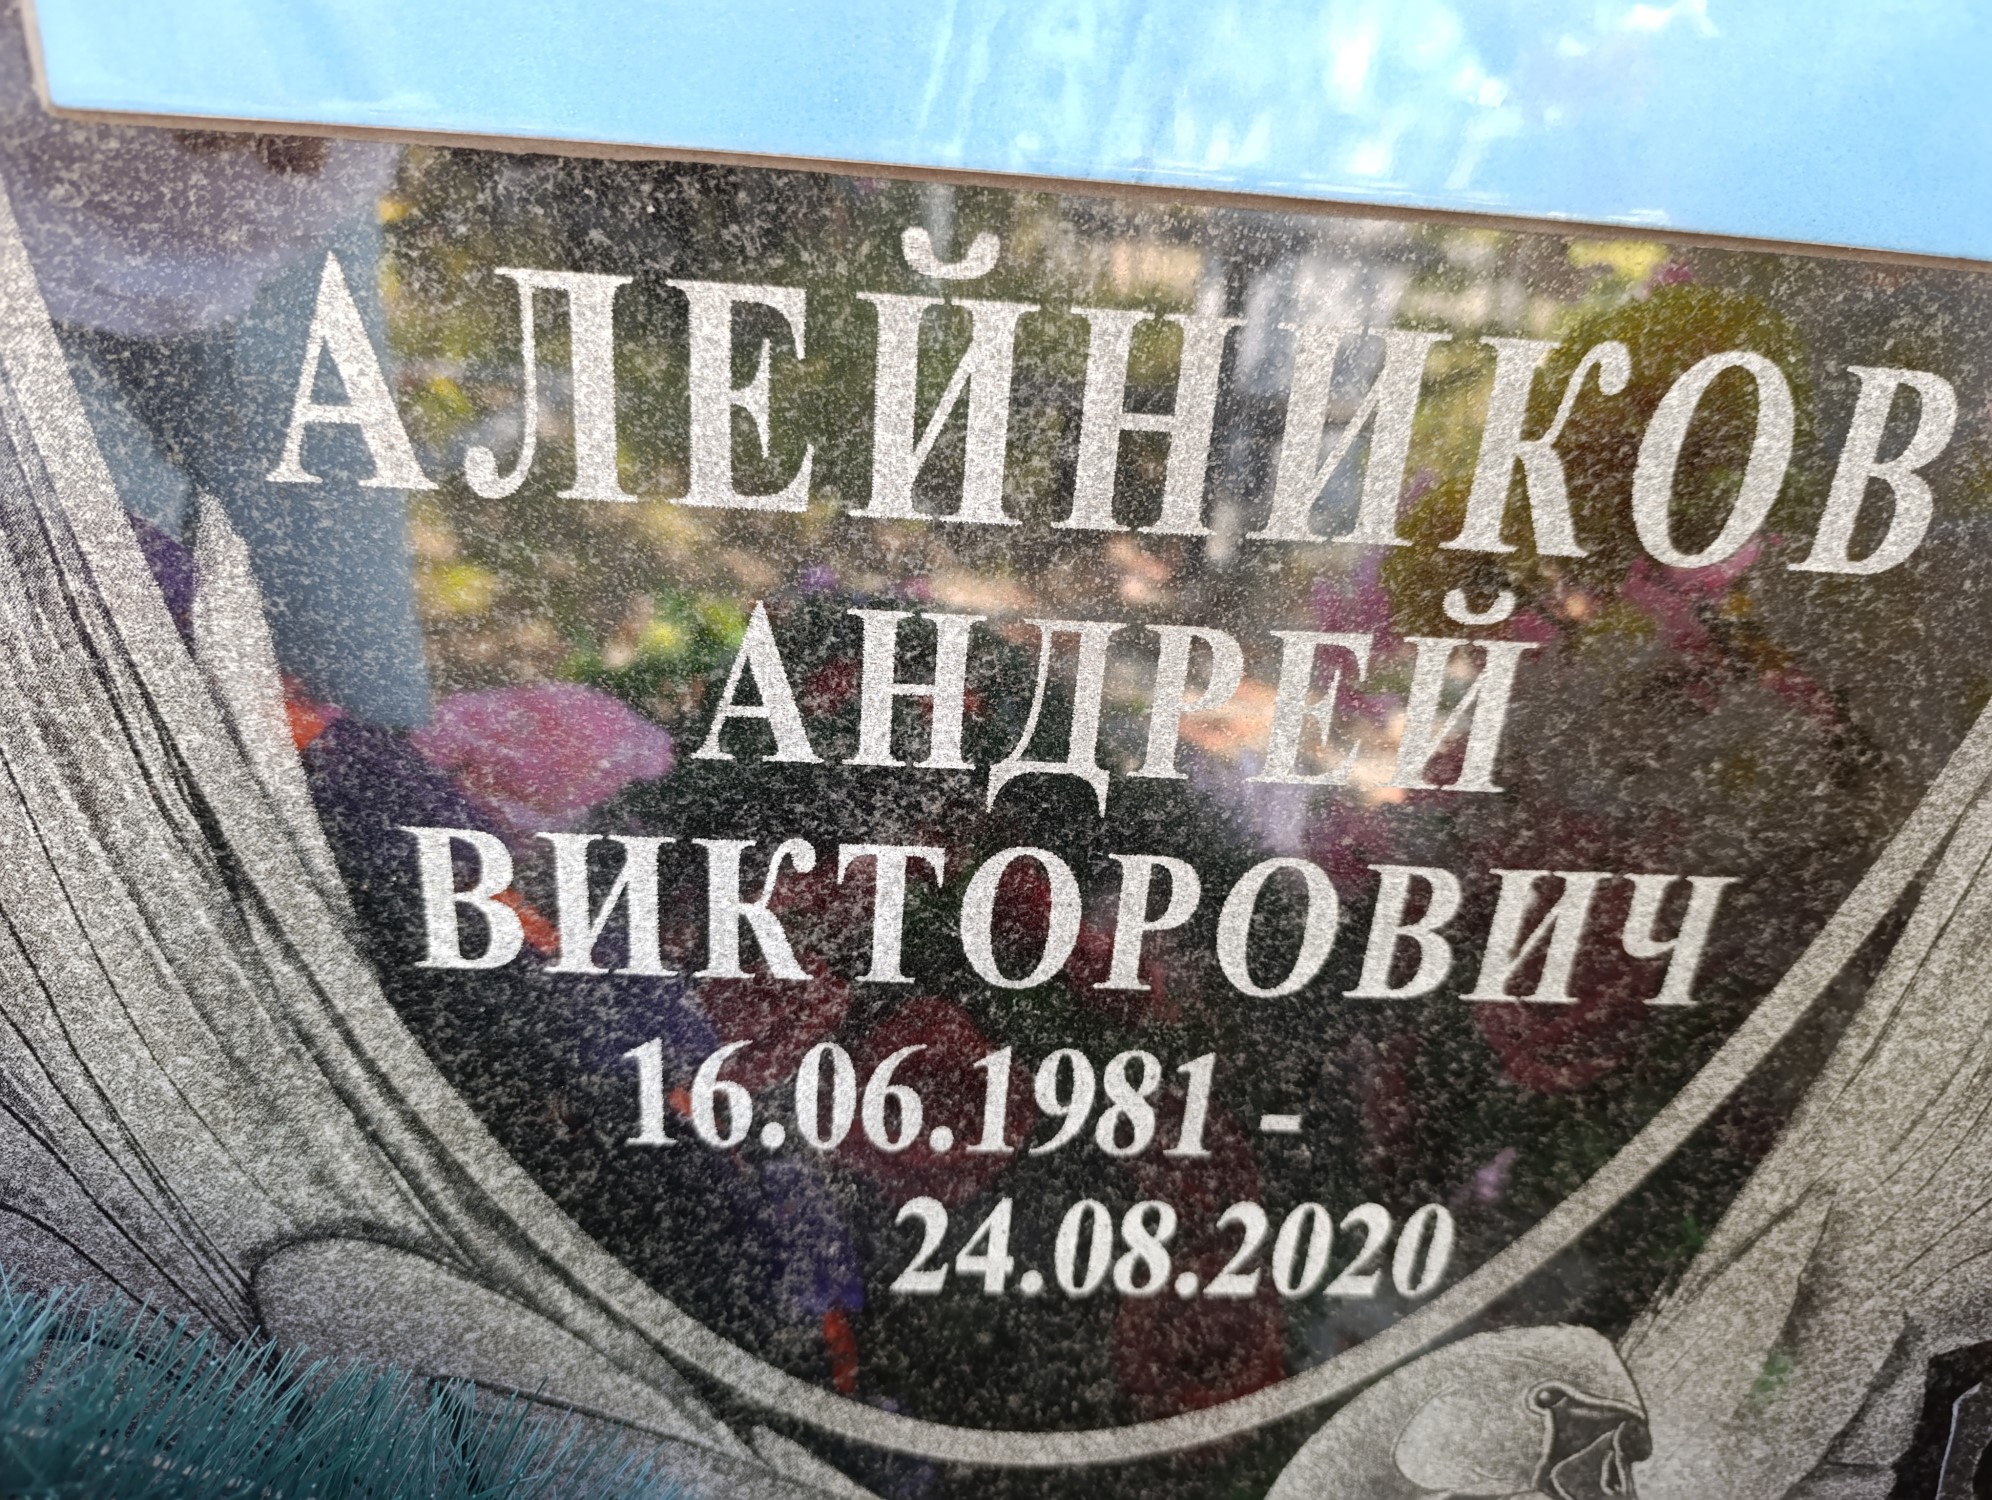 АЛЕЙНИКОВ
АНДРЕЙ
ВИКТОРОВИЧ
16.06.1981 -
24.08.2020